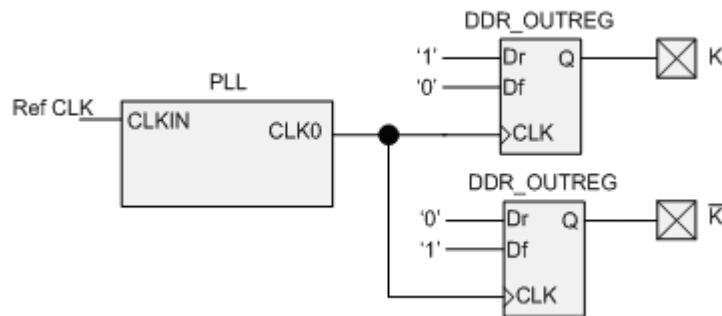 DDR_OUTREG
'1'
Dr
Q
K
'0'
Df
CLK
PLL
Ref CLK
CLKIN
CLK0
DDR_OUTREG
'0'
Dr
Q
K̅
'1'
Df
CLK